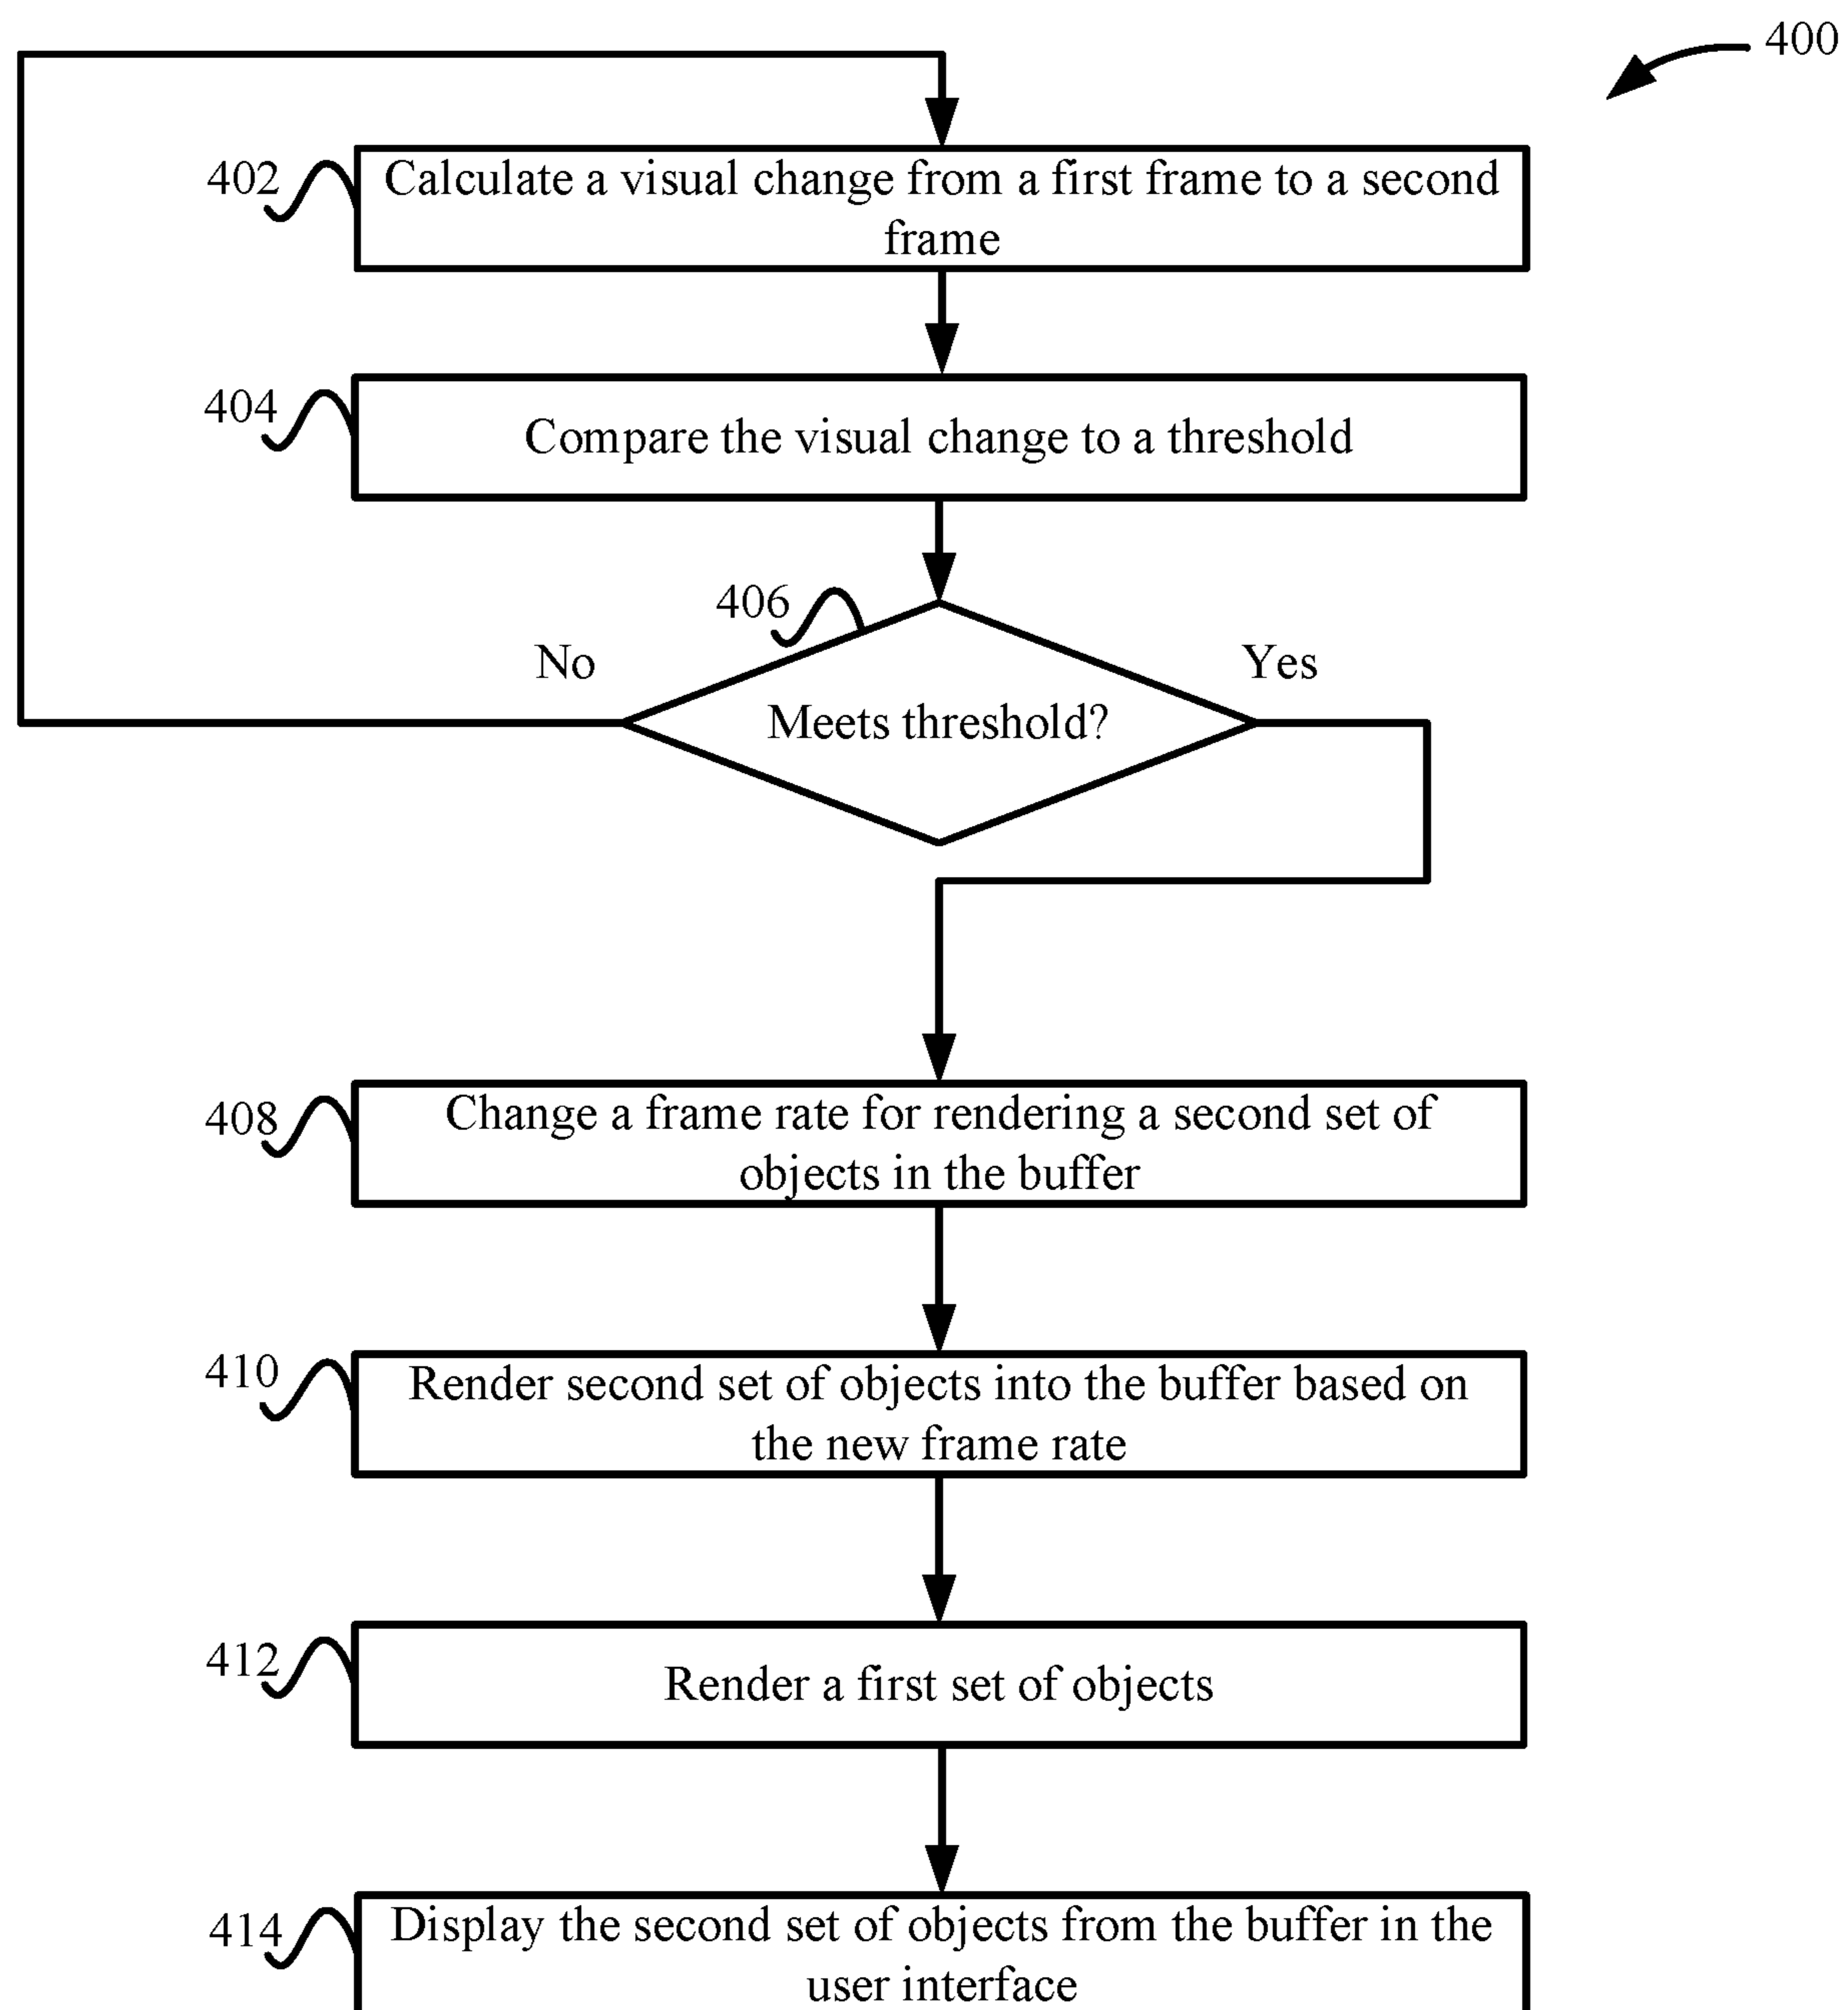 400
402
Calculate a visual change from a first frame to a second
frame
404
Compare the visual change to a threshold
406
No
Yes
Meets threshold?
408
Change a frame rate for rendering a second set of
objects in the buffer
410
Render second set of objects into the buffer based on
the new frame rate
412
Render a first set of objects
414
Display the second set of objects from the buffer in the
user interface